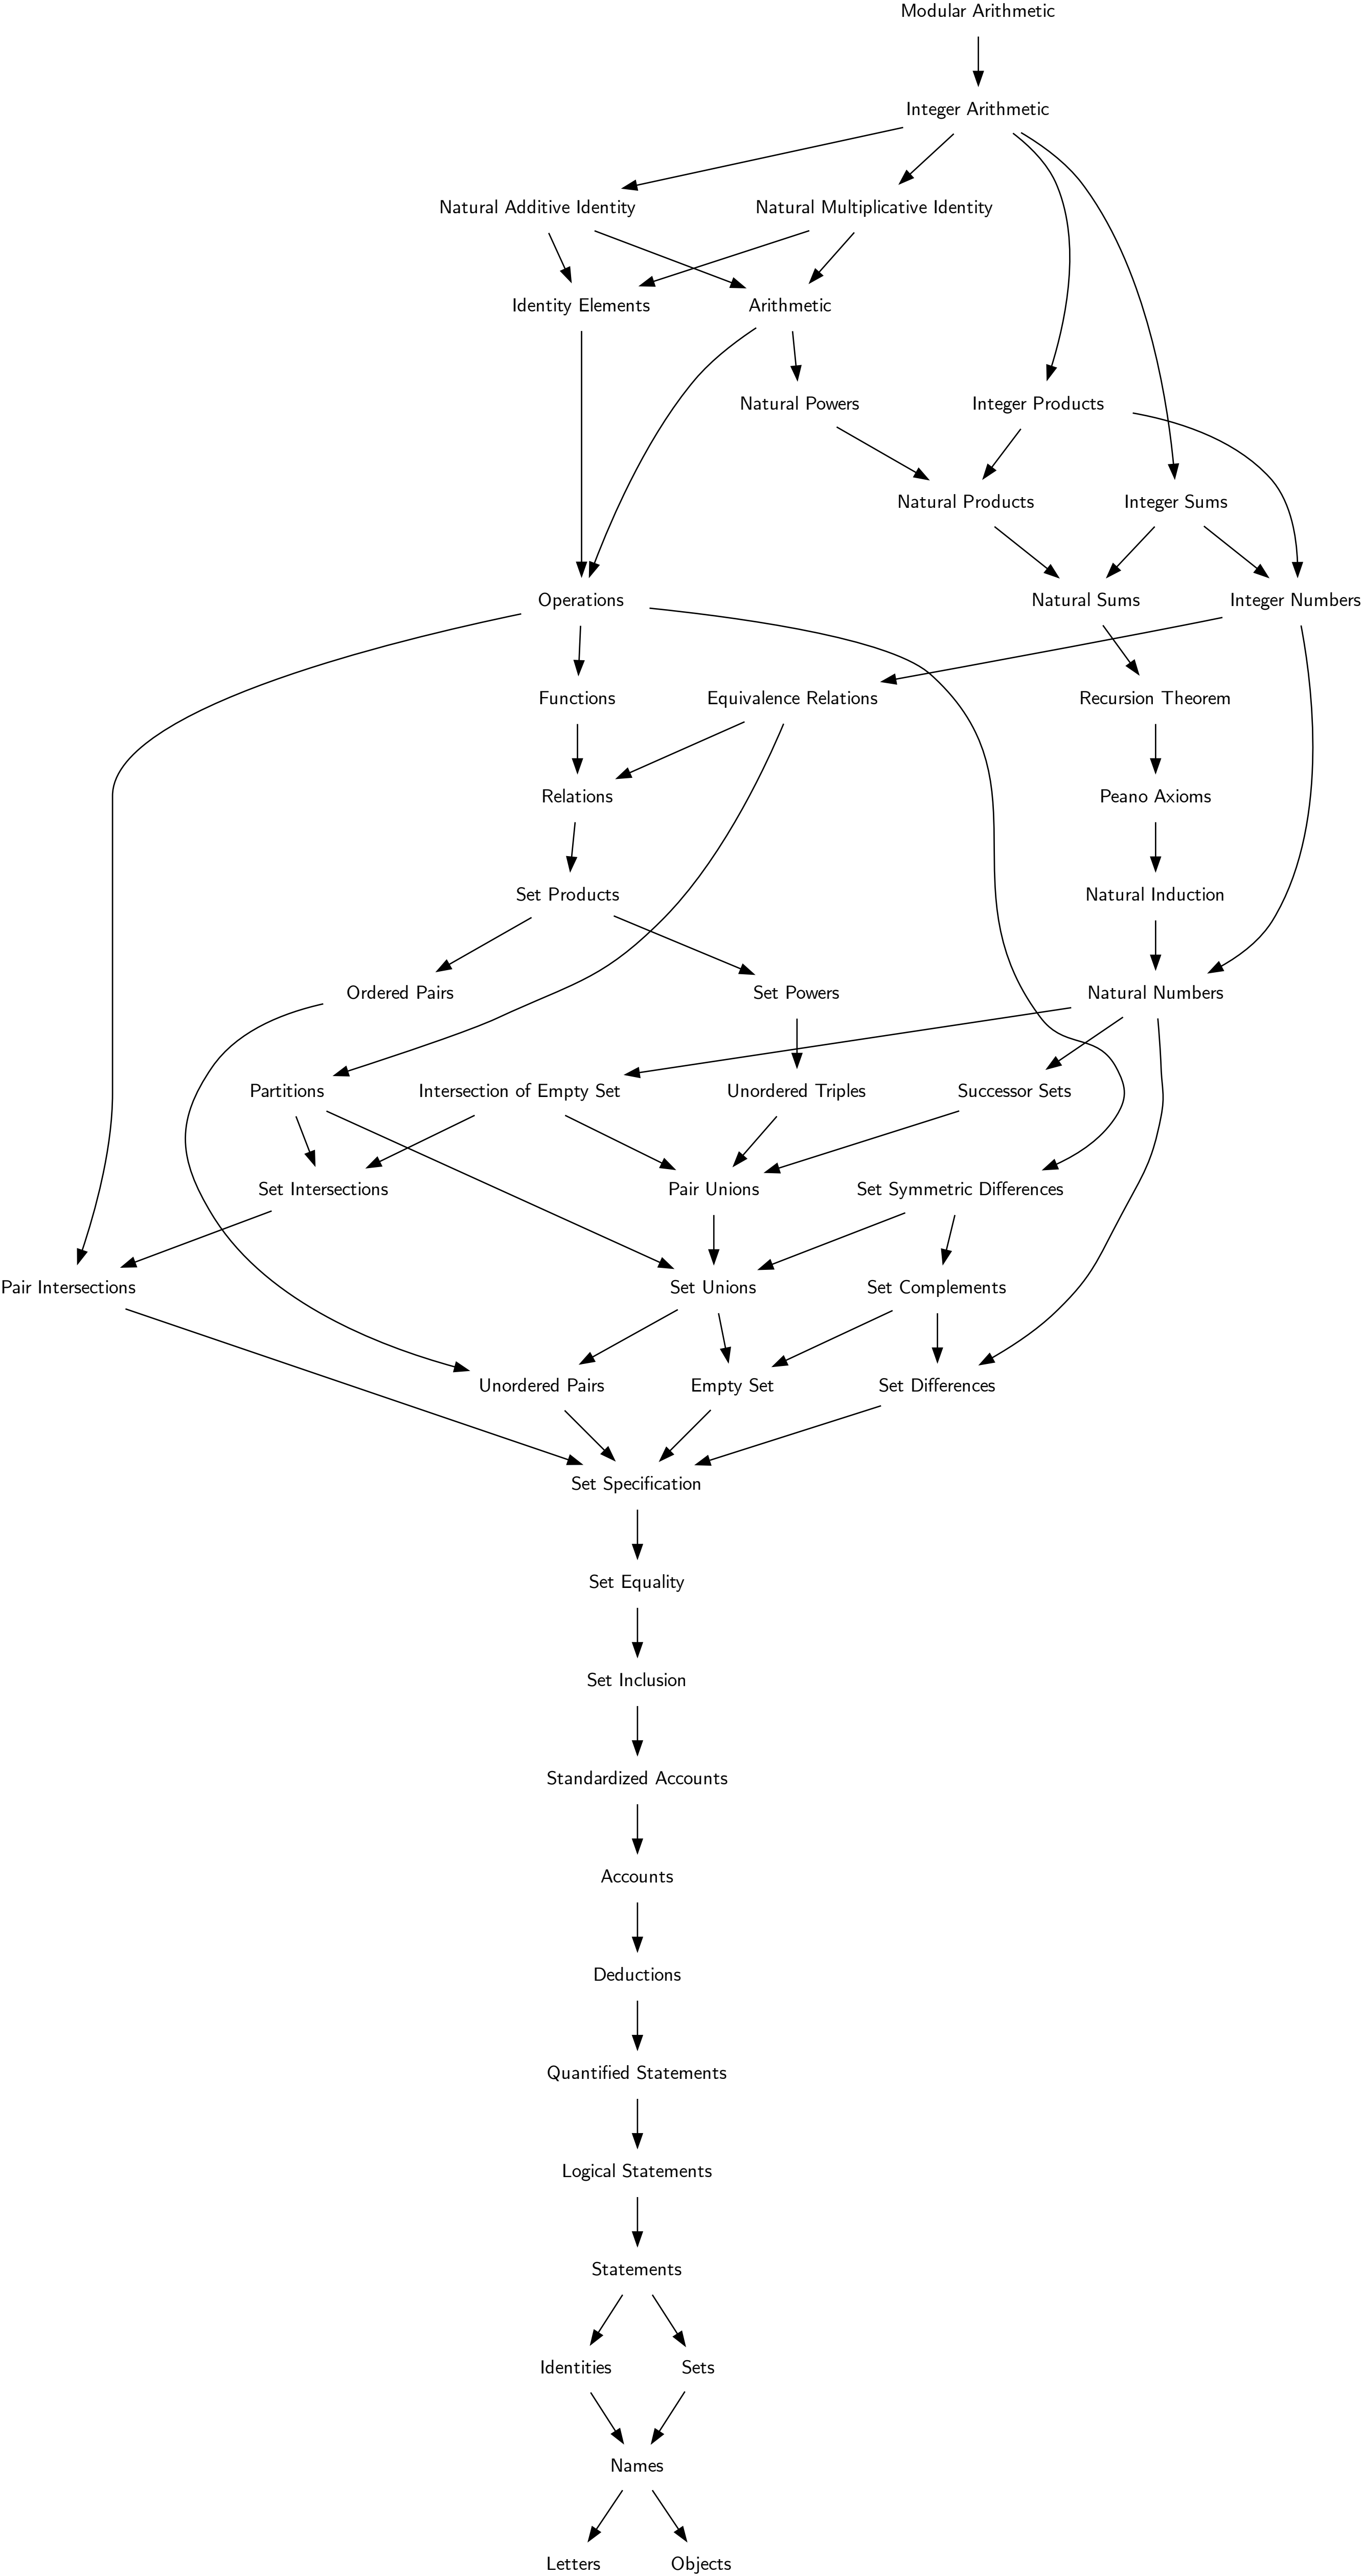 Modular Arithmetic
Integer Arithmetic
Natural Additive Identity
Natural Multiplicative Identity
Identity Elements
Arithmetic
Natural Powers
Integer Products
Natural Products
Integer Sums
Operations
Natural Sums
Integer Numbers
Functions
Equivalence Relations
Recursion Theorem
Relations
Peano Axioms
Set Products
Natural Induction
Ordered Pairs
Set Powers
Natural Numbers
Partitions
Intersection of Empty Set
Unordered Triples
Successor Sets
Set Intersections
Pair Unions
Set Symmetric Differences
Pair Intersections
Set Unions
Set Complements
Unordered Pairs
Empty Set
Set Differences
Set Specification
Set Equality
Set Inclusion
Standardized Accounts
Accounts
Deductions
Quantified Statements
Logical Statements
Statements
Identities
Sets
Names
Letters
Objects